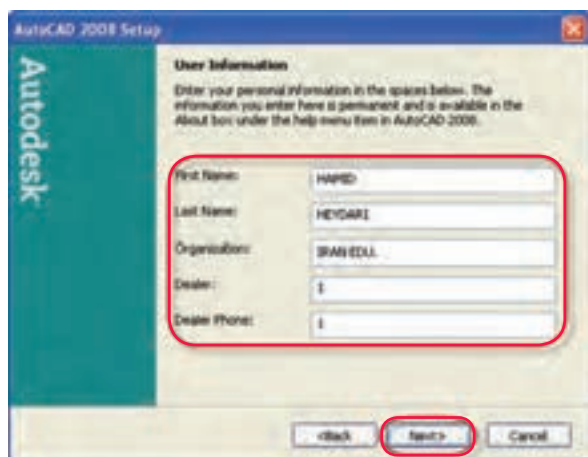 AutoCAD 2008 Setup
Autodesk
User Information
Enter your personal information in the spaces below. The
information you enter here is permanent and is available in the
About box under the help menu item in AutoCAD 2008.
First Name: HAMID
Last Name: HEYDARI
Organization: IRAN EDU.
Dealer: 1
Dealer Phone: 1
<Back Next> Cancel